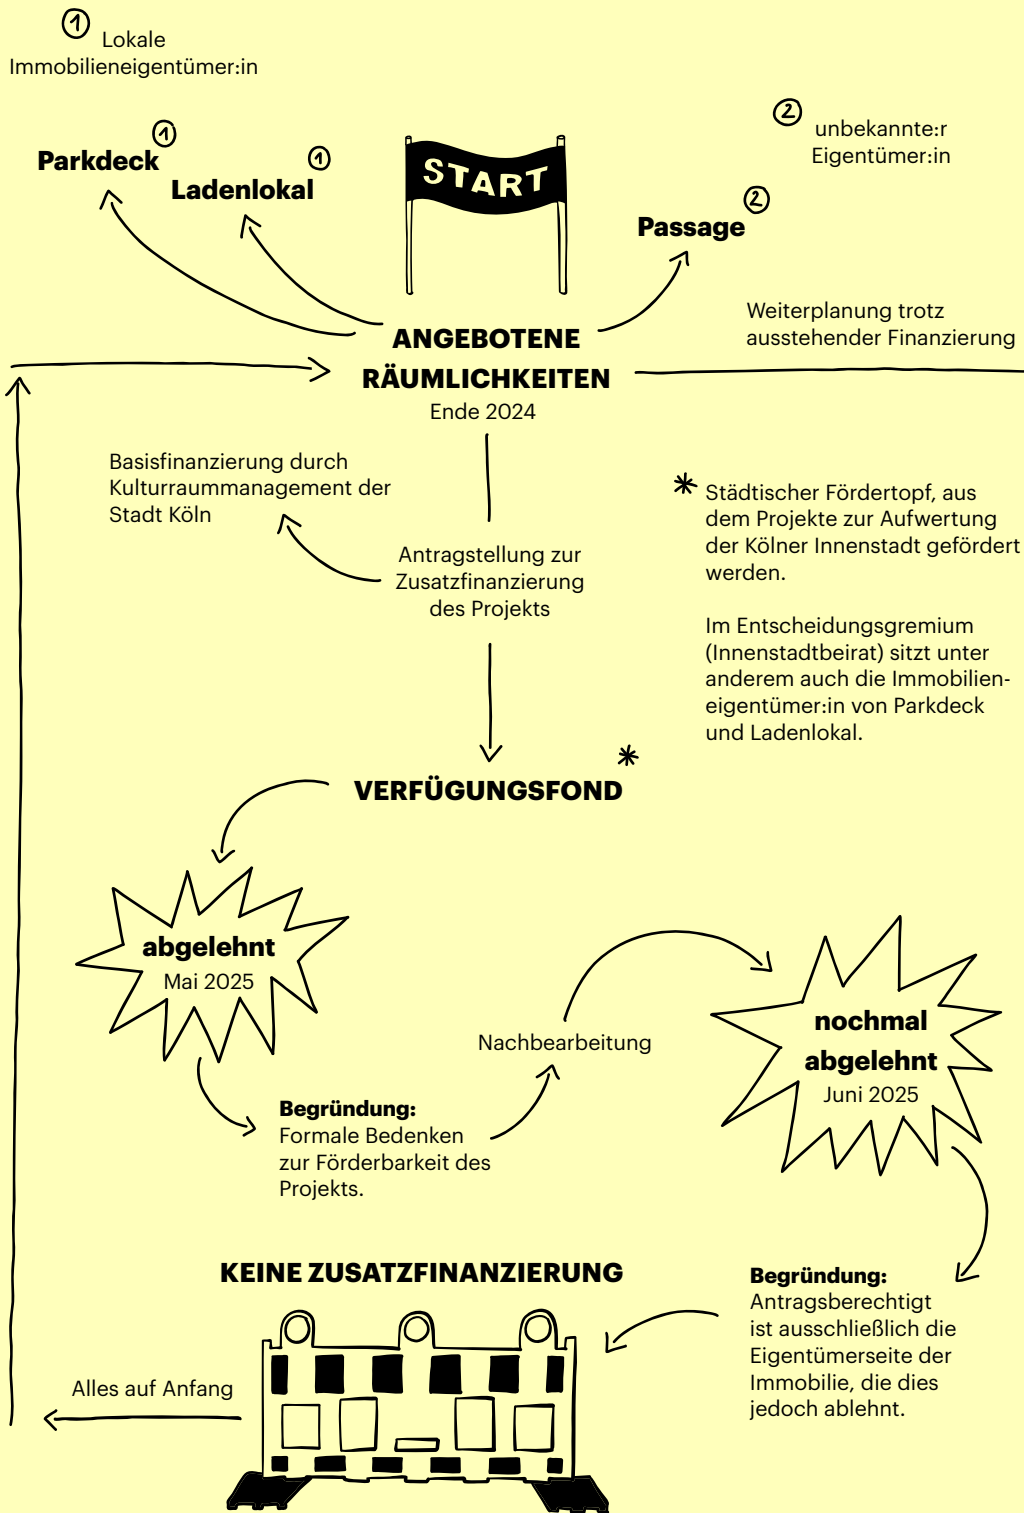 ① Lokale
Immobilieneigentümer:in
Parkdeck ①
Ladenlokal ①
START
② unbekannte:r
Eigentümer:in
Passage ②
Weiterplanung trotz
ausstehender Finanzierung
ANGEBOTENE
RÄUMLICHKEITEN
Ende 2024
Basisfinanzierung durch
Kulturraummanagement der
Stadt Köln
Antragstellung zur
Zusatzfinanzierung
des Projekts
* Städtischer Fördertopf, aus
dem Projekte zur Aufwertung
der Kölner Innenstadt gefördert
werden.
Im Entscheidungsgremium
(Innenstadtbeirat) sitzt unter
anderem auch die Immobilien-
eigentümer:in von Parkdeck
und Ladenlokal.
VERFÜGUNGSFOND *
abgelehnt
Mai 2025
Begründung:
Formale Bedenken
zur Förderbarkeit des
Projekts.
Nachbearbeitung
nochmal
abgelehnt
Juni 2025
Begründung:
Antragsberechtigt
ist ausschließlich die
Eigentümerseite der
Immobilie, die dies
jedoch ablehnt.
KEINE ZUSATZFINANZIERUNG
Alles auf Anfang